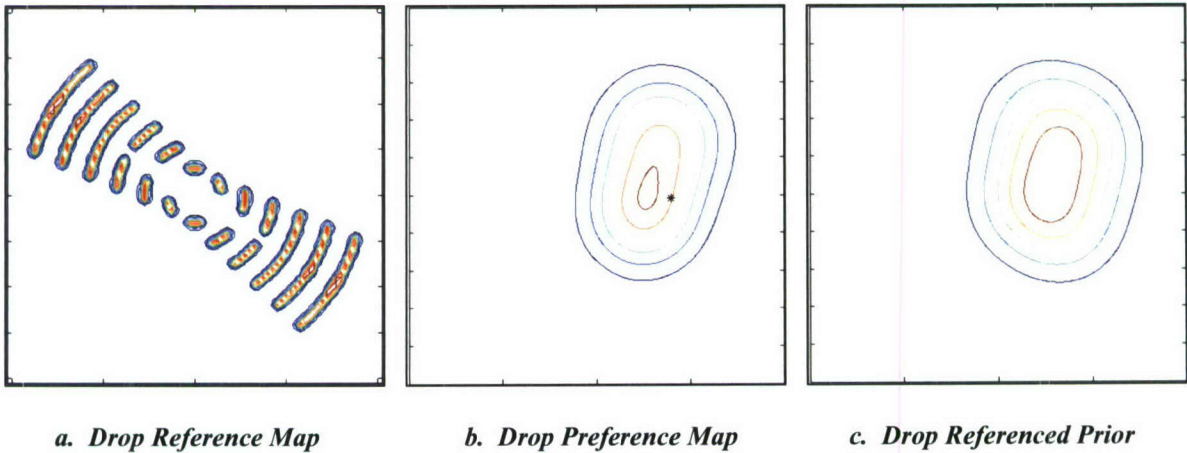 a. Drop Reference Map
b. Drop Preference Map
c. Drop Referenced Prior